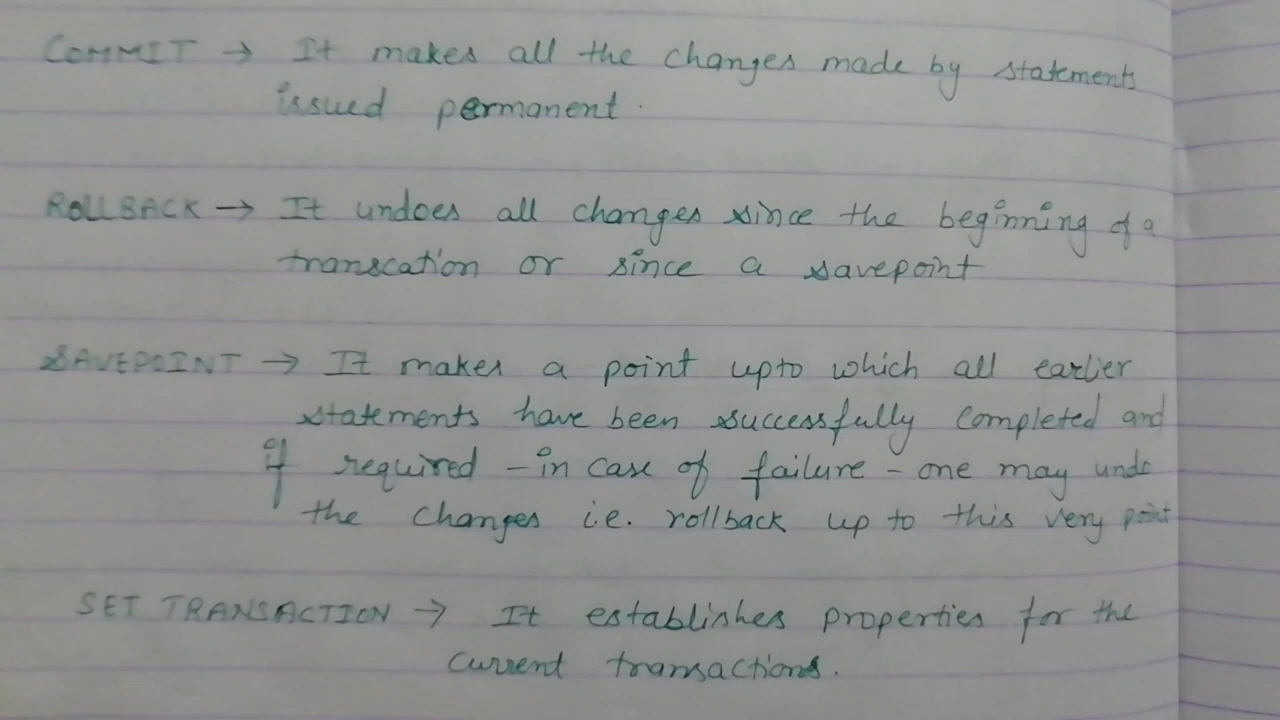 COMMIT → It makes all the changes made by statements
issued permanent.
ROLLBACK → It undoes all changes since the beginning of a
transcation or since a savepoint
SAVEPOINT → It makes a point upto which all earlier
statements have been successfully completed and
if required - in case of failure - one may undo
the changes i.e. rollback up to this very point
SET TRANSACTION → It establishes properties for the
current transactions.